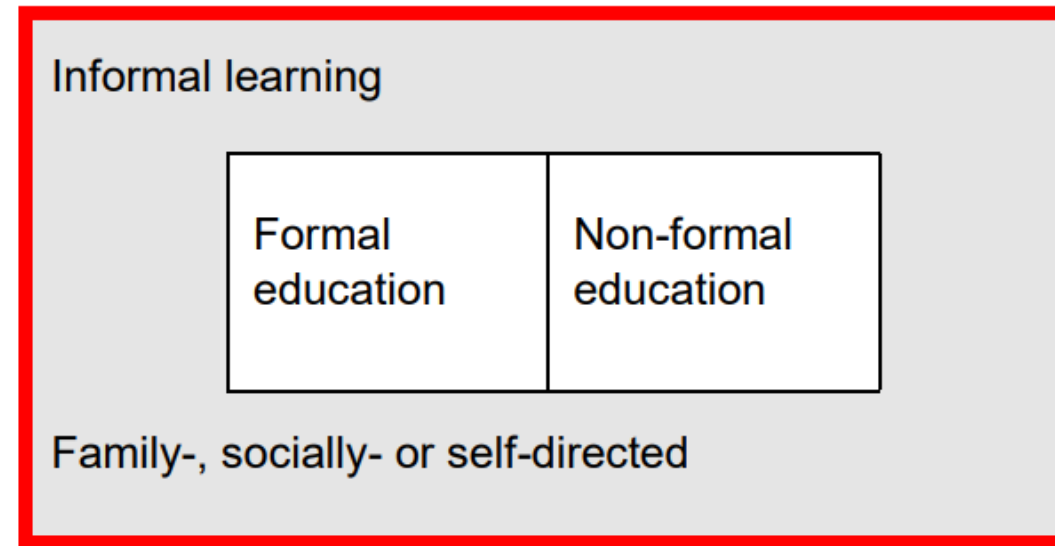 Informal learning
Formal
education
Non-formal
education
Family-, socially- or self-directed